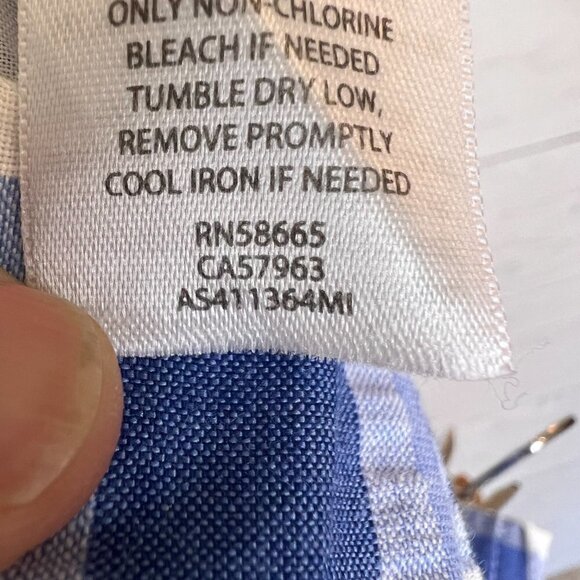 ONLY NON-CHLORINE
BLEACH IF NEEDED
TUMBLE DRY LOW,
REMOVE PROMPTLY
COOL IRON IF NEEDED
RN58665
CA57963
AS411364MI